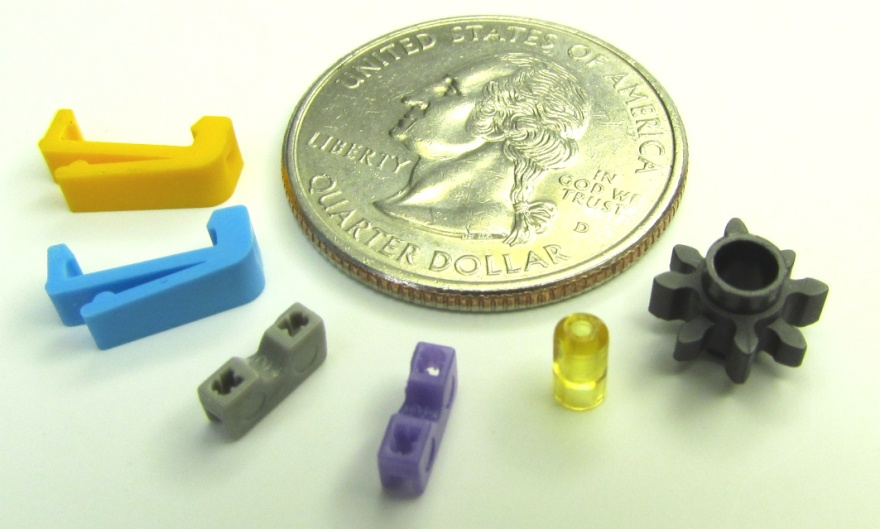 UNITED STATES OF AMERICA
LIBERTY
IN
GOD WE
TRUST
D
QUARTER DOLLAR